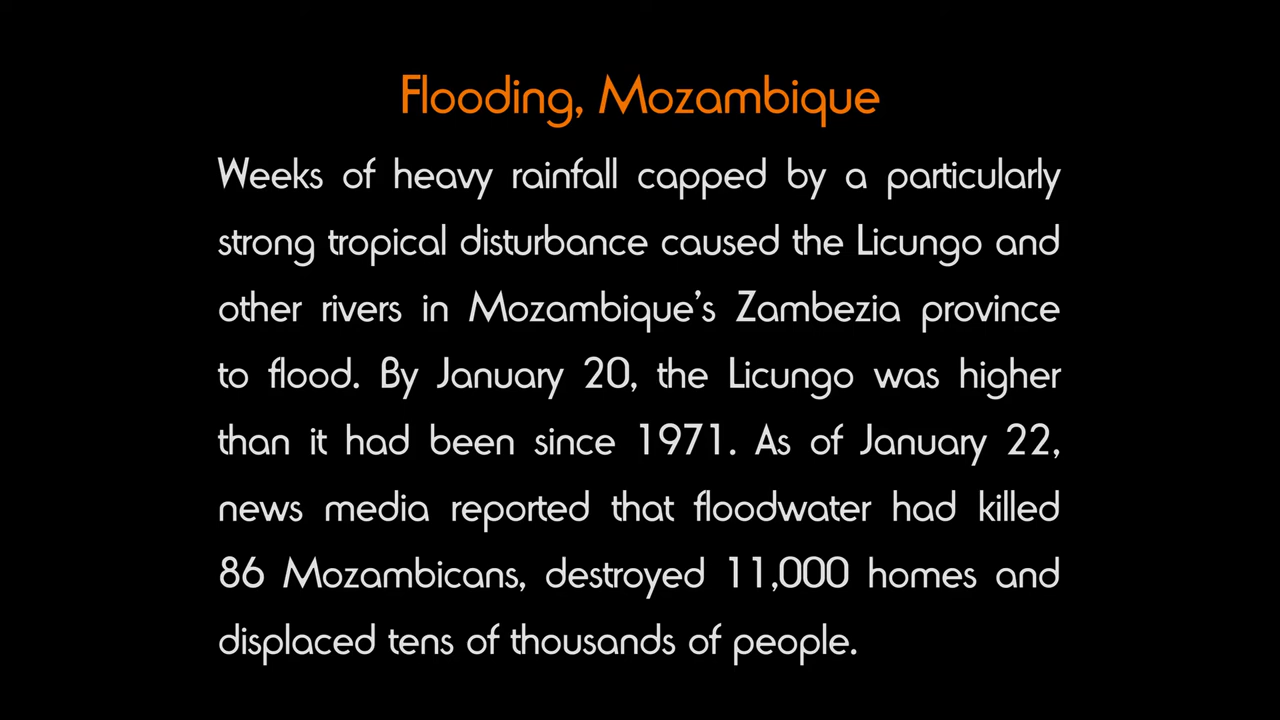 Flooding, Mozambique
Weeks of heavy rainfall capped by a particularly
strong tropical disturbance caused the Licungo and
other rivers in Mozambique’s Zambezia province
to flood. By January 20, the Licungo was higher
than it had been since 1971. As of January 22,
news media reported that floodwater had killed
86 Mozambicans, destroyed 11,000 homes and
displaced tens of thousands of people.